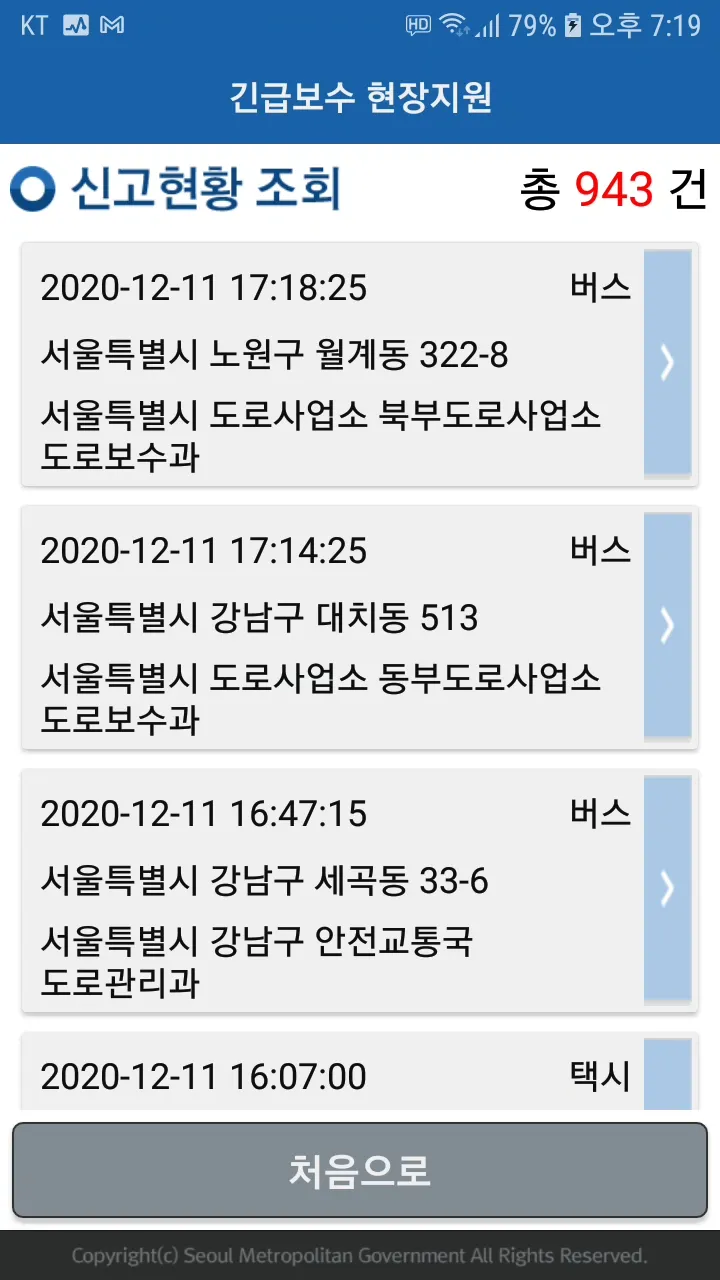 KT HD 79% 오후 7:19
긴급보수 현장지원
신고현황 조회 총 943 건
2020-12-11 17:18:25 버스
서울특별시 노원구 월계동 322-8
서울특별시 도로사업소 북부도로사업소
도로보수과
2020-12-11 17:14:25 버스
서울특별시 강남구 대치동 513
서울특별시 도로사업소 동부도로사업소
도로보수과
2020-12-11 16:47:15 버스
서울특별시 강남구 세곡동 33-6
서울특별시 강남구 안전교통국
도로관리과
2020-12-11 16:07:00 택시
처음으로
Copyright(c) Seoul Metropolitan Government All Rights Reserved.